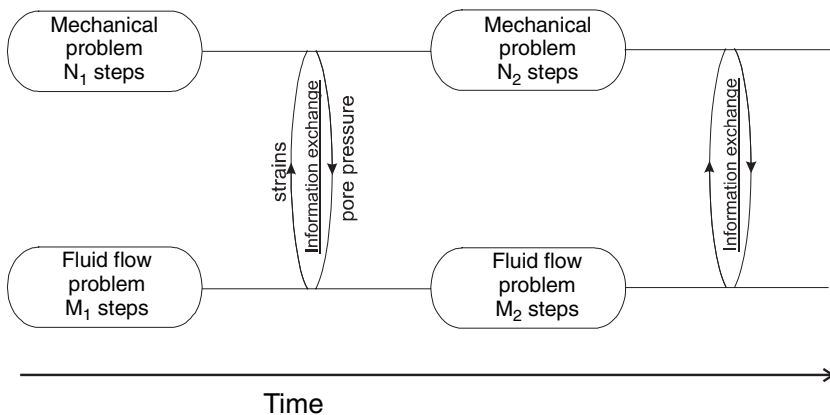 Mechanical
problem
N₁ steps
Mechanical
problem
N₂ steps
strains
Information exchange
pore pressure
Information exchange
Fluid flow
problem
M₁ steps
Fluid flow
problem
M₂ steps
Time